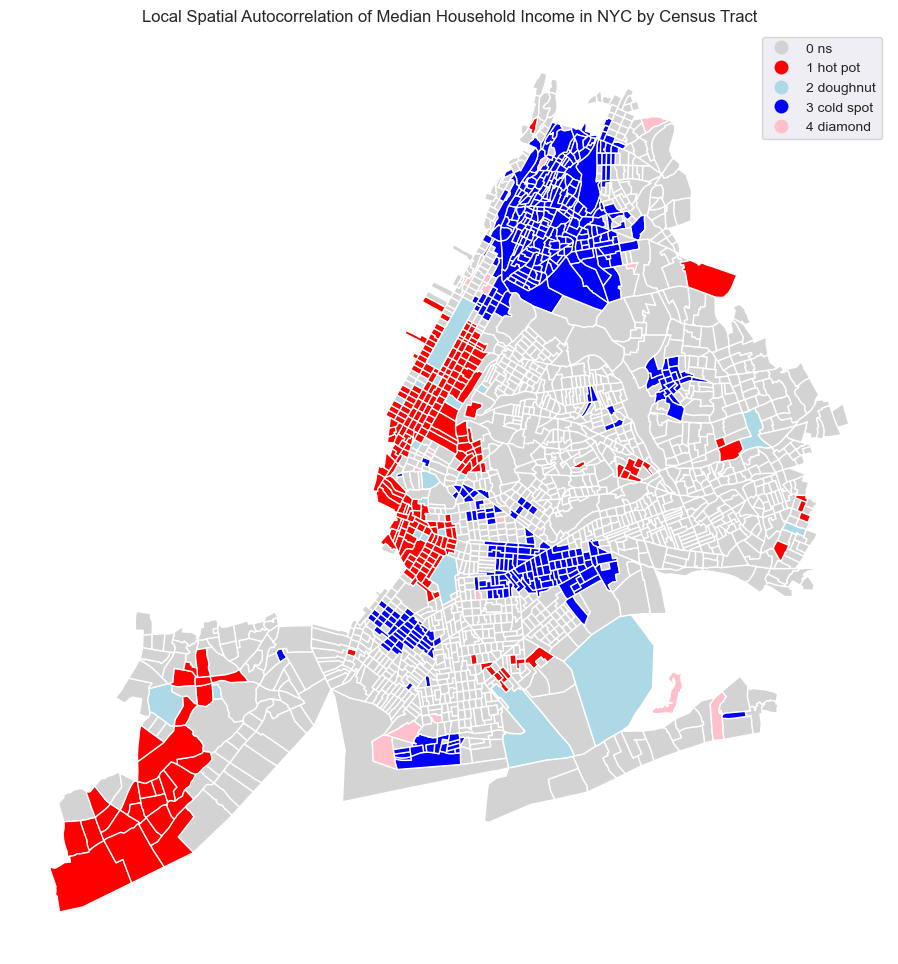 Local Spatial Autocorrelation of Median Household Income in NYC by Census Tract
0 ns
1 hot pot
2 doughnut
3 cold spot
4 diamond